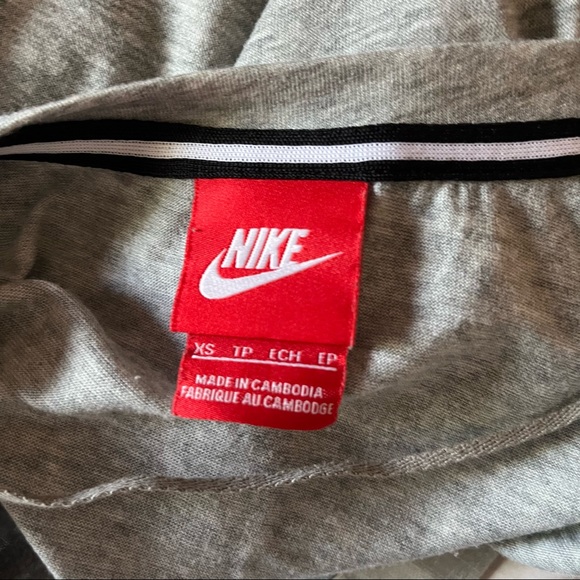 NIKE
XS TP ECH EP
MADE IN CAMBODIA
FABRIQUE AU CAMBODGE